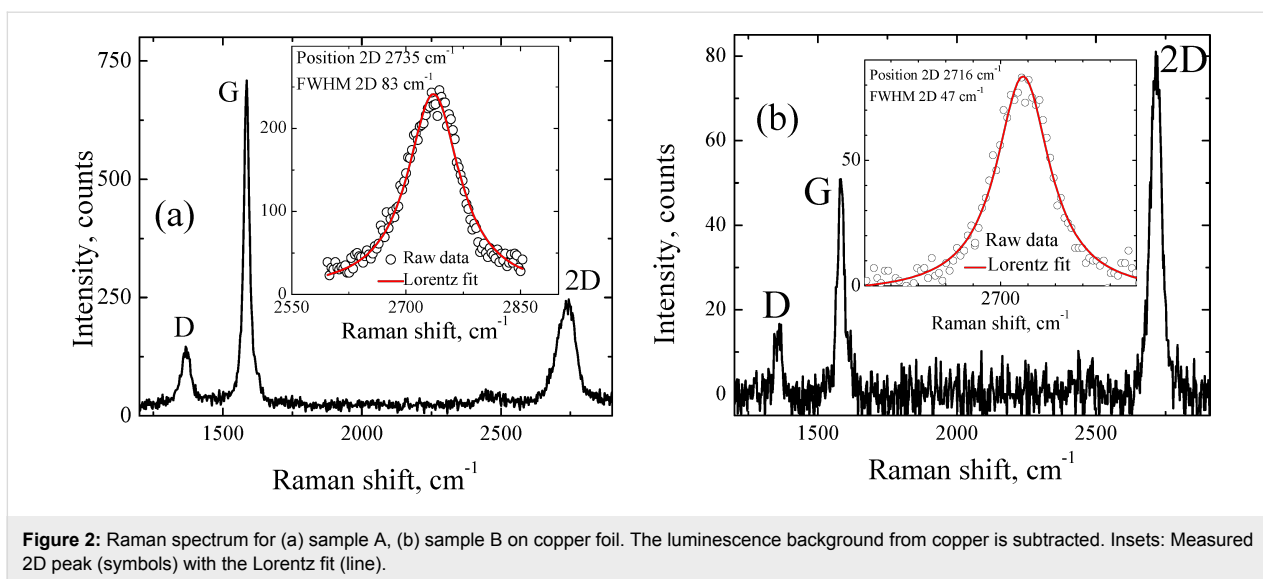 750
500
250
0
Intensity, counts
1500
2000
2500
Raman shift, cm-1
(a)
D
G
2D
Position 2D 2735 cm-1
FWHM 2D 83 cm-1
200
100
0
2550
2700
2850
Raw data
Lorentz fit
Raman shift, cm-1
80
60
40
20
0
Intensity, counts
1500
2000
2500
Raman shift, cm-1
(b)
D
G
2D
Position 2D 2716 cm-1
FWHM 2D 47 cm-1
50
0
2700
Raw data
Lorentz fit
Raman shift, cm-1
Figure 2: Raman spectrum for (a) sample A, (b) sample B on copper foil. The luminescence background from copper is subtracted. Insets: Measured
2D peak (symbols) with the Lorentz fit (line).